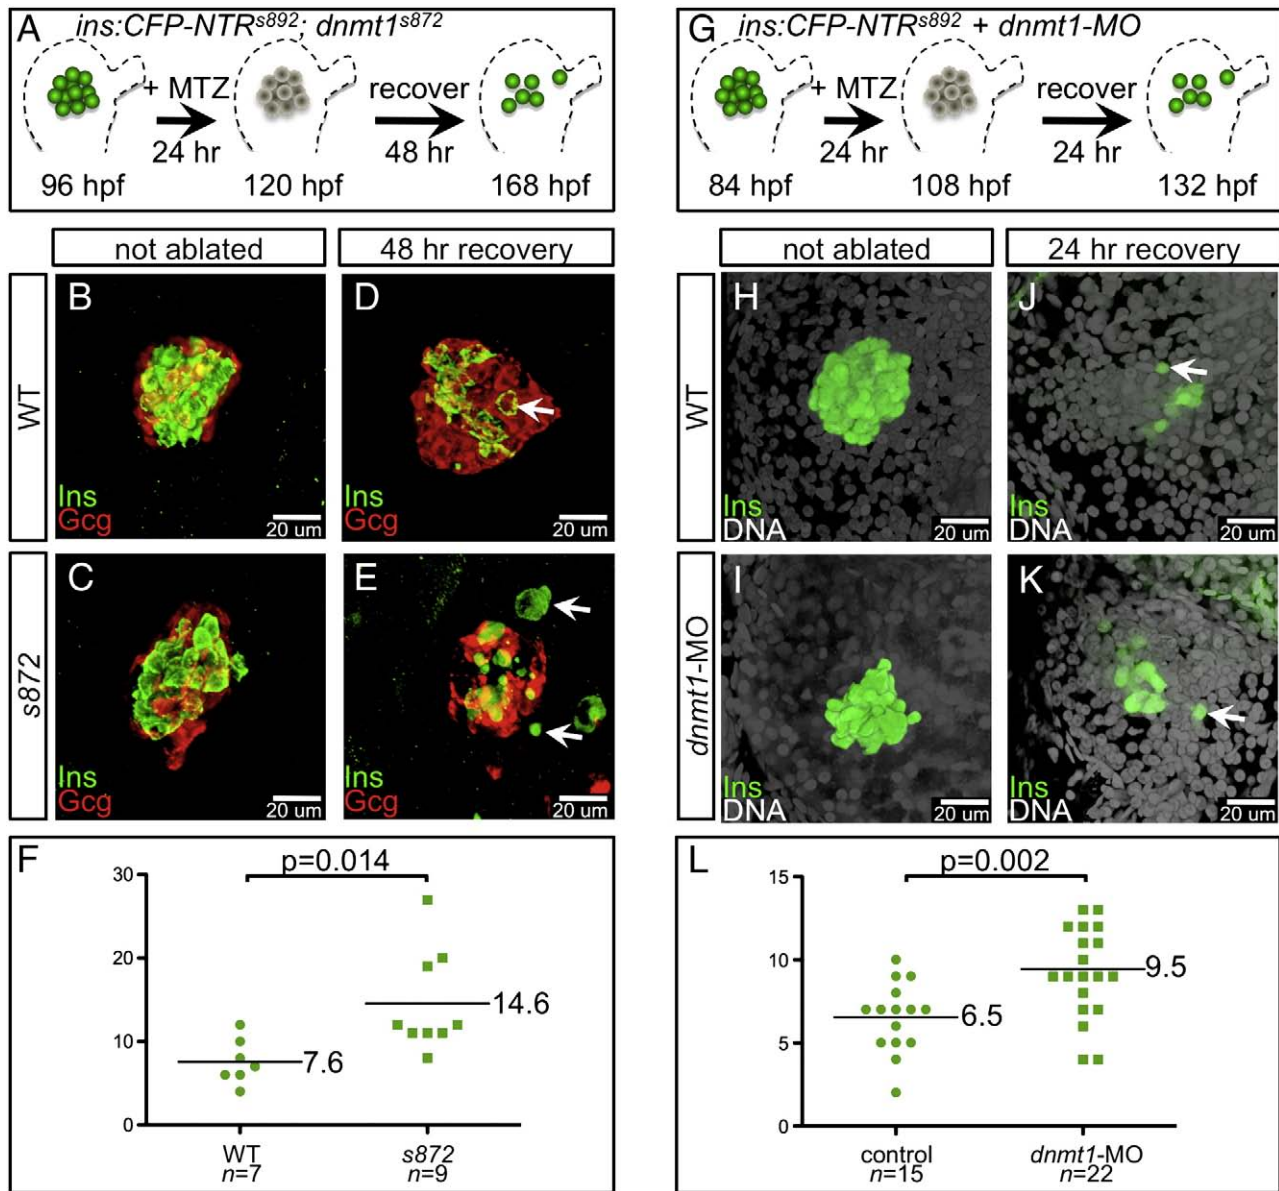 A ins:CFP-NTRs892; dnmt1s872
+ MTZ
24 hr
recover
48 hr
96 hpf 120 hpf 168 hpf
not ablated 48 hr recovery
WT
B
Ins
Gcg
20 um
D
Ins
Gcg
20 um
s872
C
Ins
Gcg
20 um
E
Ins
Gcg
20 um
F
p=0.014
30
20
10
0
7.6
14.6
WT s872
n=7 n=9
G ins:CFP-NTRs892 + dnmt1-MO
+ MTZ
24 hr
recover
24 hr
84 hpf 108 hpf 132 hpf
not ablated 24 hr recovery
WT
H
Ins
DNA
20 um
J
Ins
DNA
20 um
dnmt1-MO
I
Ins
DNA
20 um
K
Ins
DNA
20 um
L
p=0.002
15
10
5
0
6.5
9.5
control dnmt1-MO
n=15 n=22